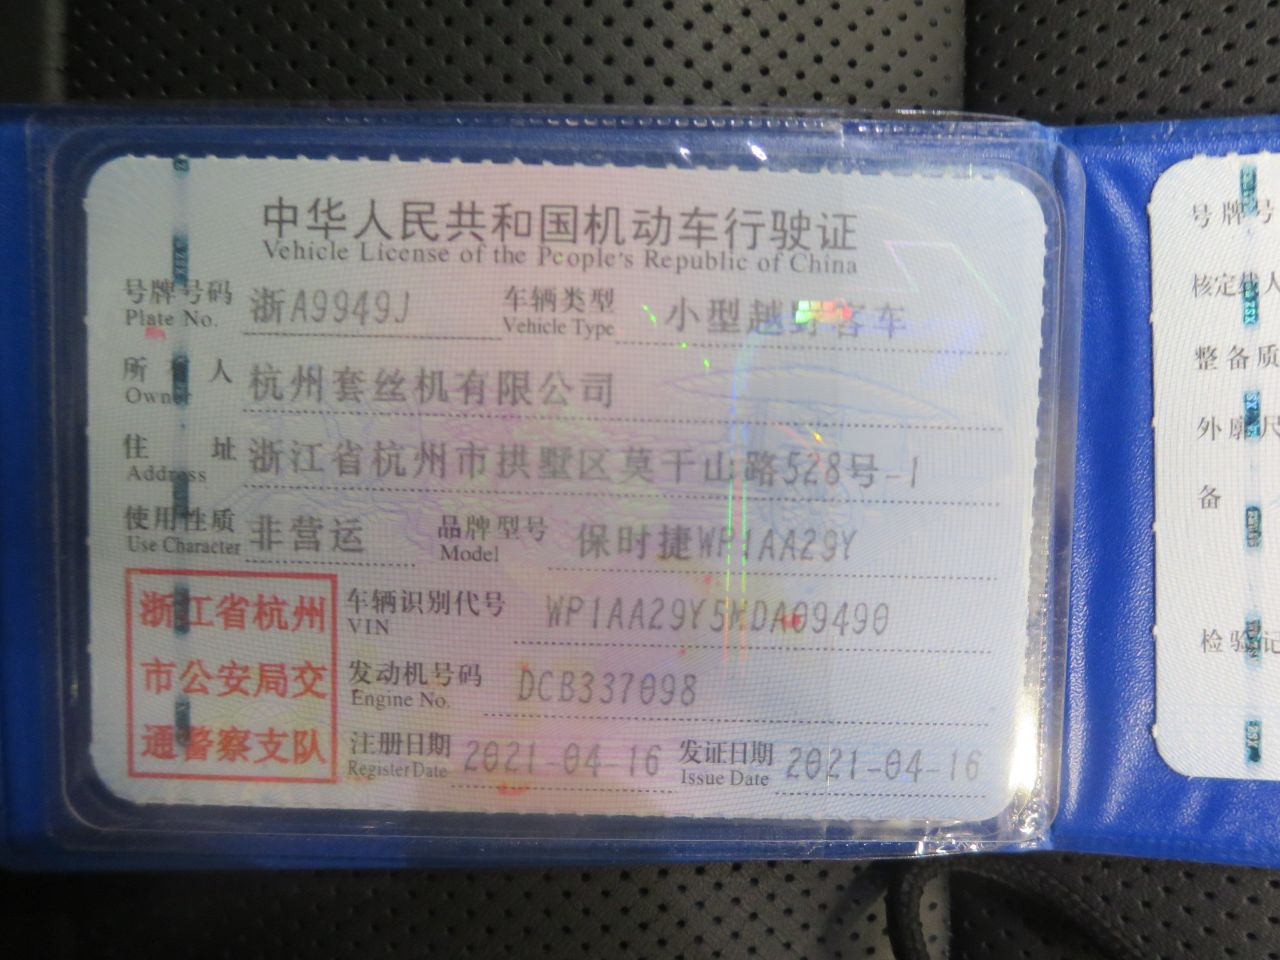 中华人民共和国机动车行驶证
Vehicle License of the People's Republic of China
号牌号码 浙A9949J 车辆类型 小型越野客车
Plate No. Vehicle Type
所有人 杭州套丝机有限公司
Owner
住址 浙江省杭州市拱墅区莫干山路528号-1
Address
使用性质 非营运 品牌型号 保时捷WP1AA29Y
Use Character Model
浙江省杭州
市公安局交
通警察支队
车辆识别代号 WP1AA29Y5MDA09490
VIN
发动机号码 DCB337098
Engine No.
注册日期 2021-04-16 发证日期 2021-04-16
Register Date Issue Date
号牌号
核定载人
整备质
外廓尺
备
检验记